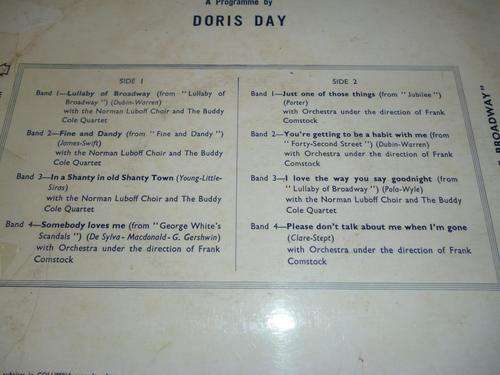 A Programme by
DORIS DAY
SIDE 1
Band 1—Lullaby of Broadway (from "Lullaby of
Broadway") (Dubin-Warren)
with the Norman Luboff Choir and The Buddy
Cole Quartet
Band 2—Fine and Dandy (from "Fine and Dandy")
(James-Swift)
with the Norman Luboff Choir and The Buddy
Cole Quartet
Band 3—In a Shanty in old Shanty Town (Young-Little-
Siras)
with the Norman Luboff Choir and The Buddy
Cole Quartet
Band 4—Somebody loves me (from "George White's
Scandals") (De Sylva - Macdonald - G. Gershwin)
with Orchestra under the direction of Frank
Comstock
SIDE 2
Band 1—Just one of those things (from "Jubilee")
(Porter)
with Orchestra under the direction of Frank
Comstock
Band 2—You're getting to be a habit with me (from
"Forty-Second Street") (Dubin-Warren)
with Orchestra under the direction of Frank
Comstock
Band 3—I love the way you say goodnight (from
"Lullaby of Broadway") (Polo-Wyle)
with the Norman Luboff Choir and The Buddy
Cole Quartet
Band 4—Please don't talk about me when I'm gone
(Clare-Stept)
with Orchestra under the direction of Frank
Comstock
BROADWAY"